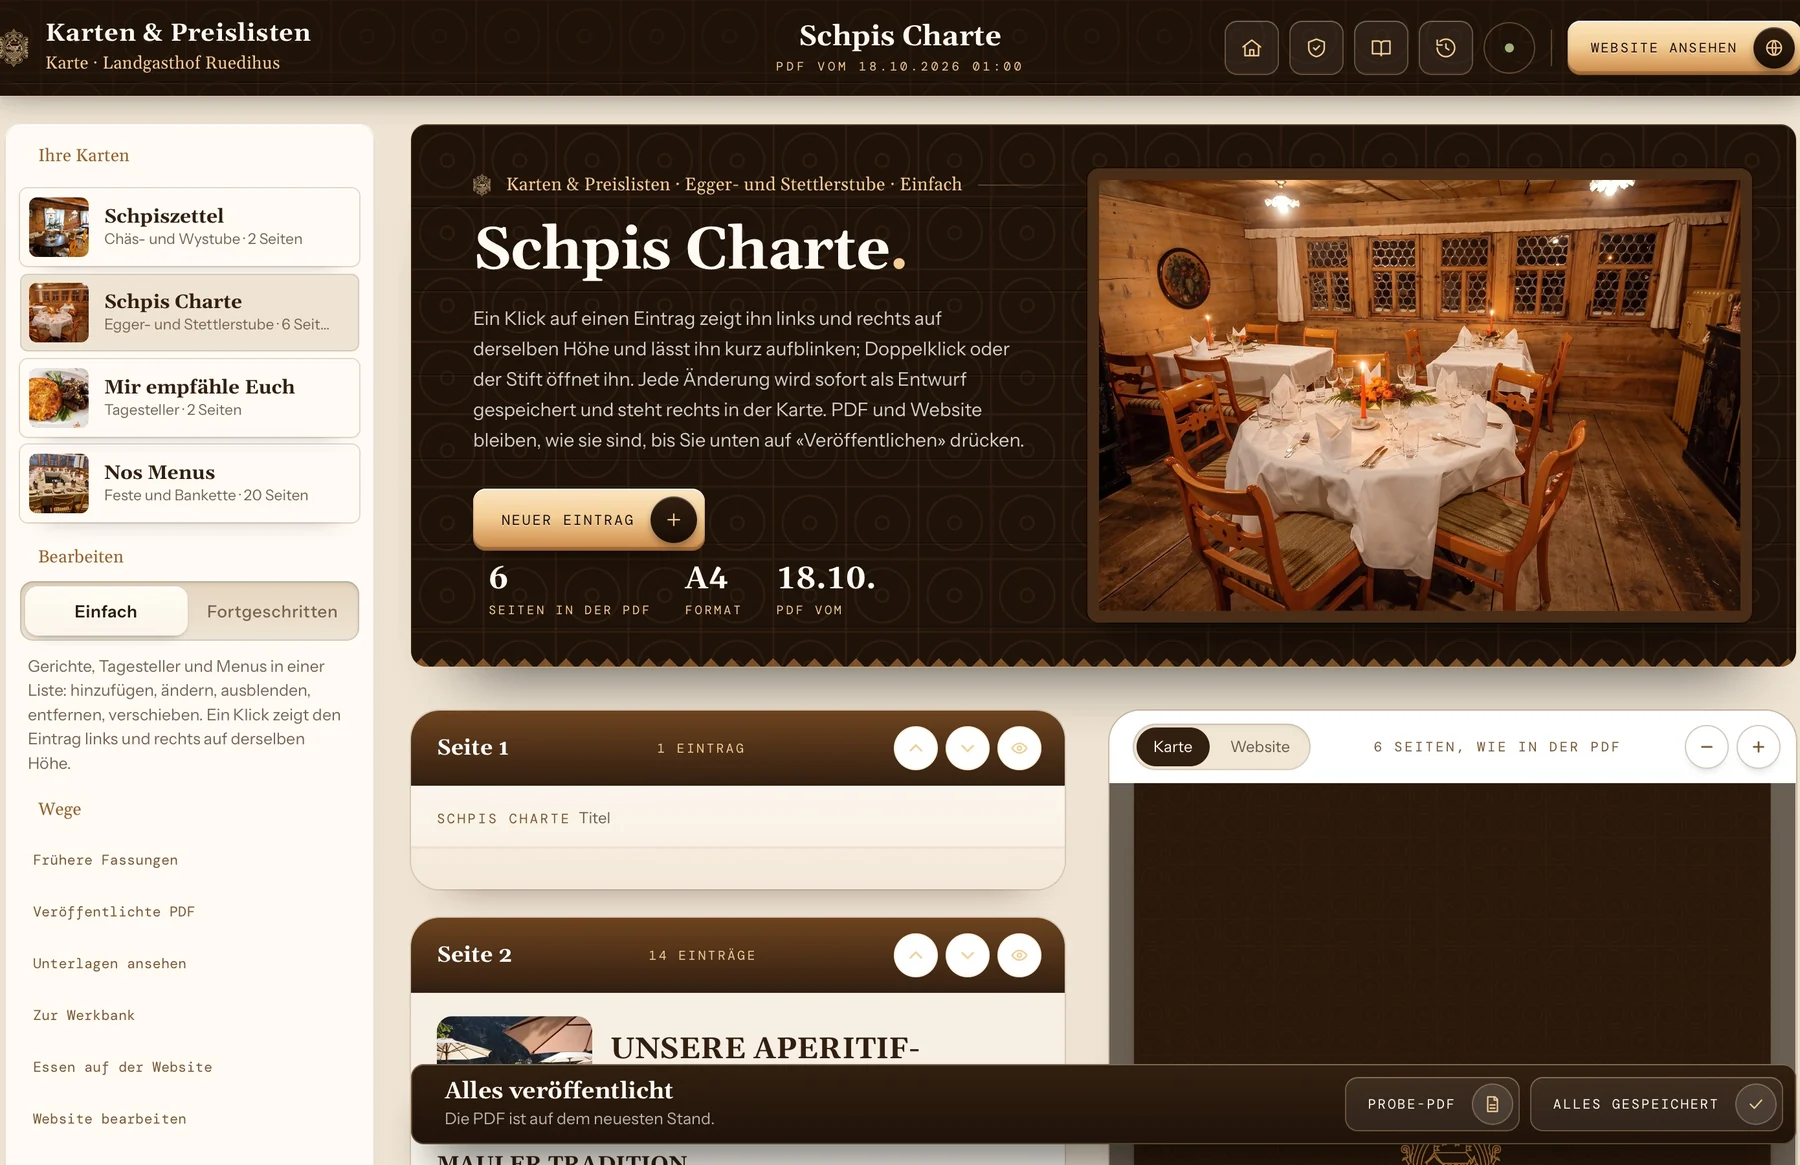 Karten & Preislisten
Karte · Landgasthof Ruedihus
Schpis Charte
PDF VOM 18.10.2026 01:00
WEBSITE ANSEHEN
Ihre Karten
Schpiszettel
Chäs- und Wystube · 2 Seiten
Schpis Charte
Egger- und Stettlerstube · 6 Seit...
Mir empfähle Euch
Tagesteller · 2 Seiten
Nos Menus
Feste und Bankette · 20 Seiten
Bearbeiten
Einfach
Fortgeschritten
Gerichte, Tagesteller und Menus in einer
Liste: hinzufügen, ändern, ausblenden,
entfernen, verschieben. Ein Klick zeigt den
Eintrag links und rechts auf derselben
Höhe.
Wege
Frühere Fassungen
Veröffentlichte PDF
Unterlagen ansehen
Zur Werkbank
Essen auf der Website
Website bearbeiten
Karten & Preislisten · Egger- und Stettlerstube · Einfach
Schpis Charte.
Ein Klick auf einen Eintrag zeigt ihn links und rechts auf
derselben Höhe und lässt ihn kurz aufblinken; Doppelklick oder
der Stift öffnet ihn. Jede Änderung wird sofort als Entwurf
gespeichert und steht rechts in der Karte. PDF und Website
bleiben, wie sie sind, bis Sie unten auf «Veröffentlichen» drücken.
NEUER EINTRAG
6
SEITEN IN DER PDF
A4
FORMAT
18.10.
PDF VOM
Seite 1
1 EINTRAG
SCHPIS CHARTE Titel
Seite 2
14 EINTRÄGE
UNSERE APERITIF-
MAULER TRADITION
Karte
Website
6 SEITEN, WIE IN DER PDF
Alles veröffentlicht
Die PDF ist auf dem neuesten Stand.
PROBE-PDF
ALLES GESPEICHERT